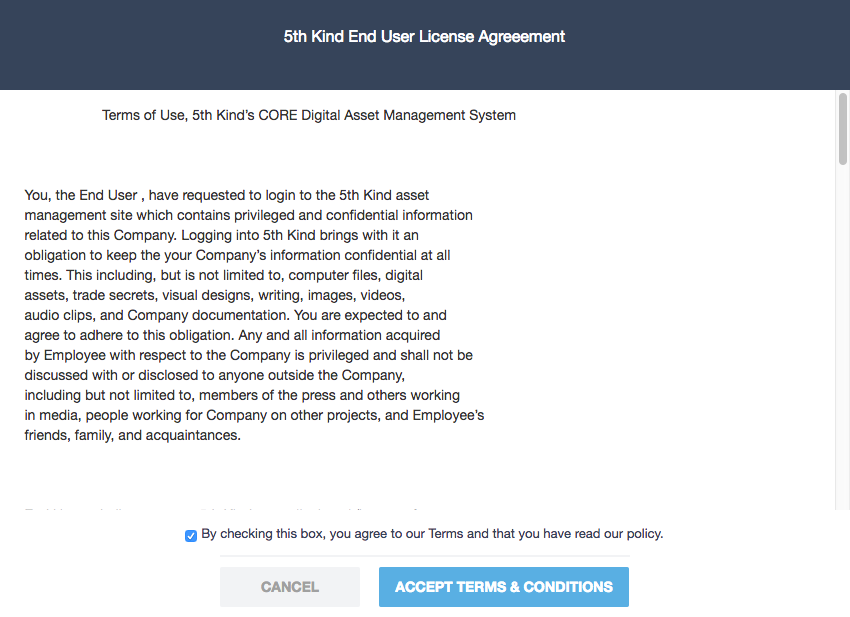 5th Kind End User License Agreeement
Terms of Use, 5th Kind's CORE Digital Asset Management System
You, the End User , have requested to login to the 5th Kind asset
management site which contains privileged and confidential information
related to this Company. Logging into 5th Kind brings with it an
obligation to keep the your Company's information confidential at all
times. This including, but is not limited to, computer files, digital
assets, trade secrets, visual designs, writing, images, videos,
audio clips, and Company documentation. You are expected to and
agree to adhere to this obligation. Any and all information acquired
by Employee with respect to the Company is privileged and shall not be
discussed with or disclosed to anyone outside the Company,
including but not limited to, members of the press and others working
in media, people working for Company on other projects, and Employee's
friends, family, and acquaintances.
By checking this box, you agree to our Terms and that you have read our policy.
CANCEL
ACCEPT TERMS & CONDITIONS